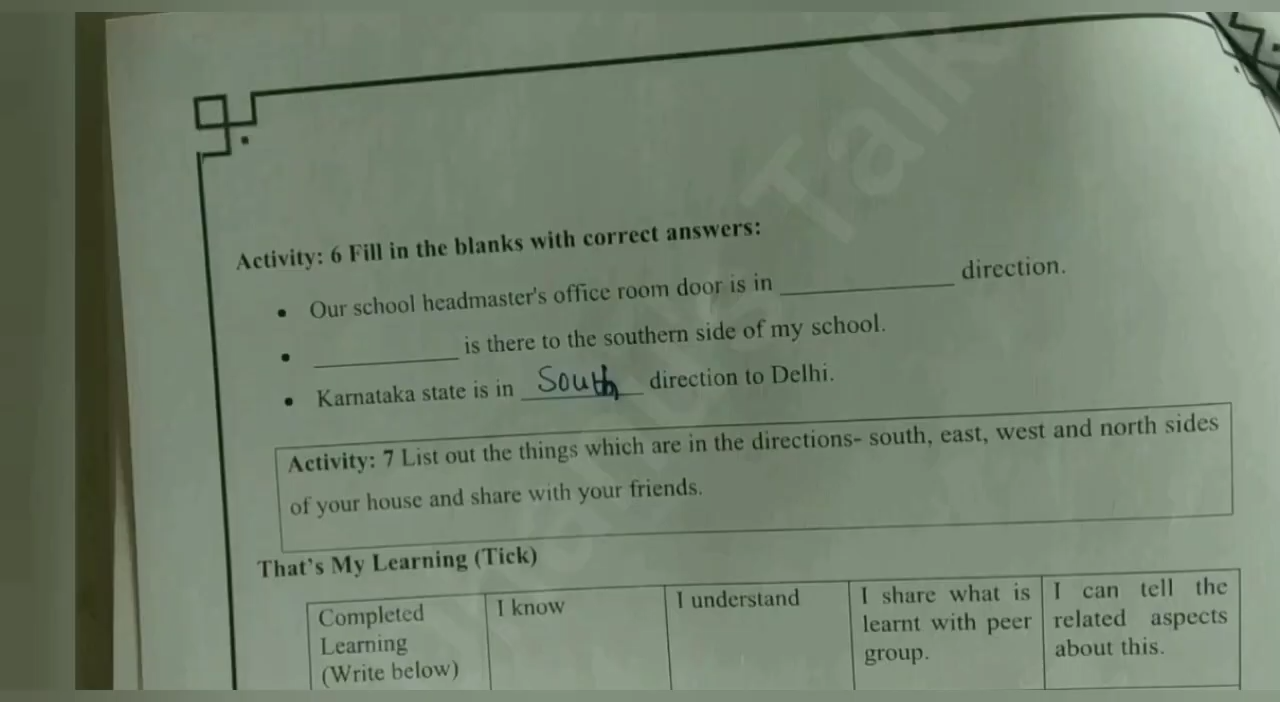 Activity: 6 Fill in the blanks with correct answers:
• Our school headmaster's office room door is in ____________ direction.
• ____________ is there to the southern side of my school.
• Karnataka state is in South direction to Delhi.
Activity: 7 List out the things which are in the directions- south, east, west and north sides
of your house and share with your friends.
That's My Learning (Tick)
Completed
Learning
(Write below)
I know
I understand
I share what is
learnt with peer
group.
I can tell the
related aspects
about this.